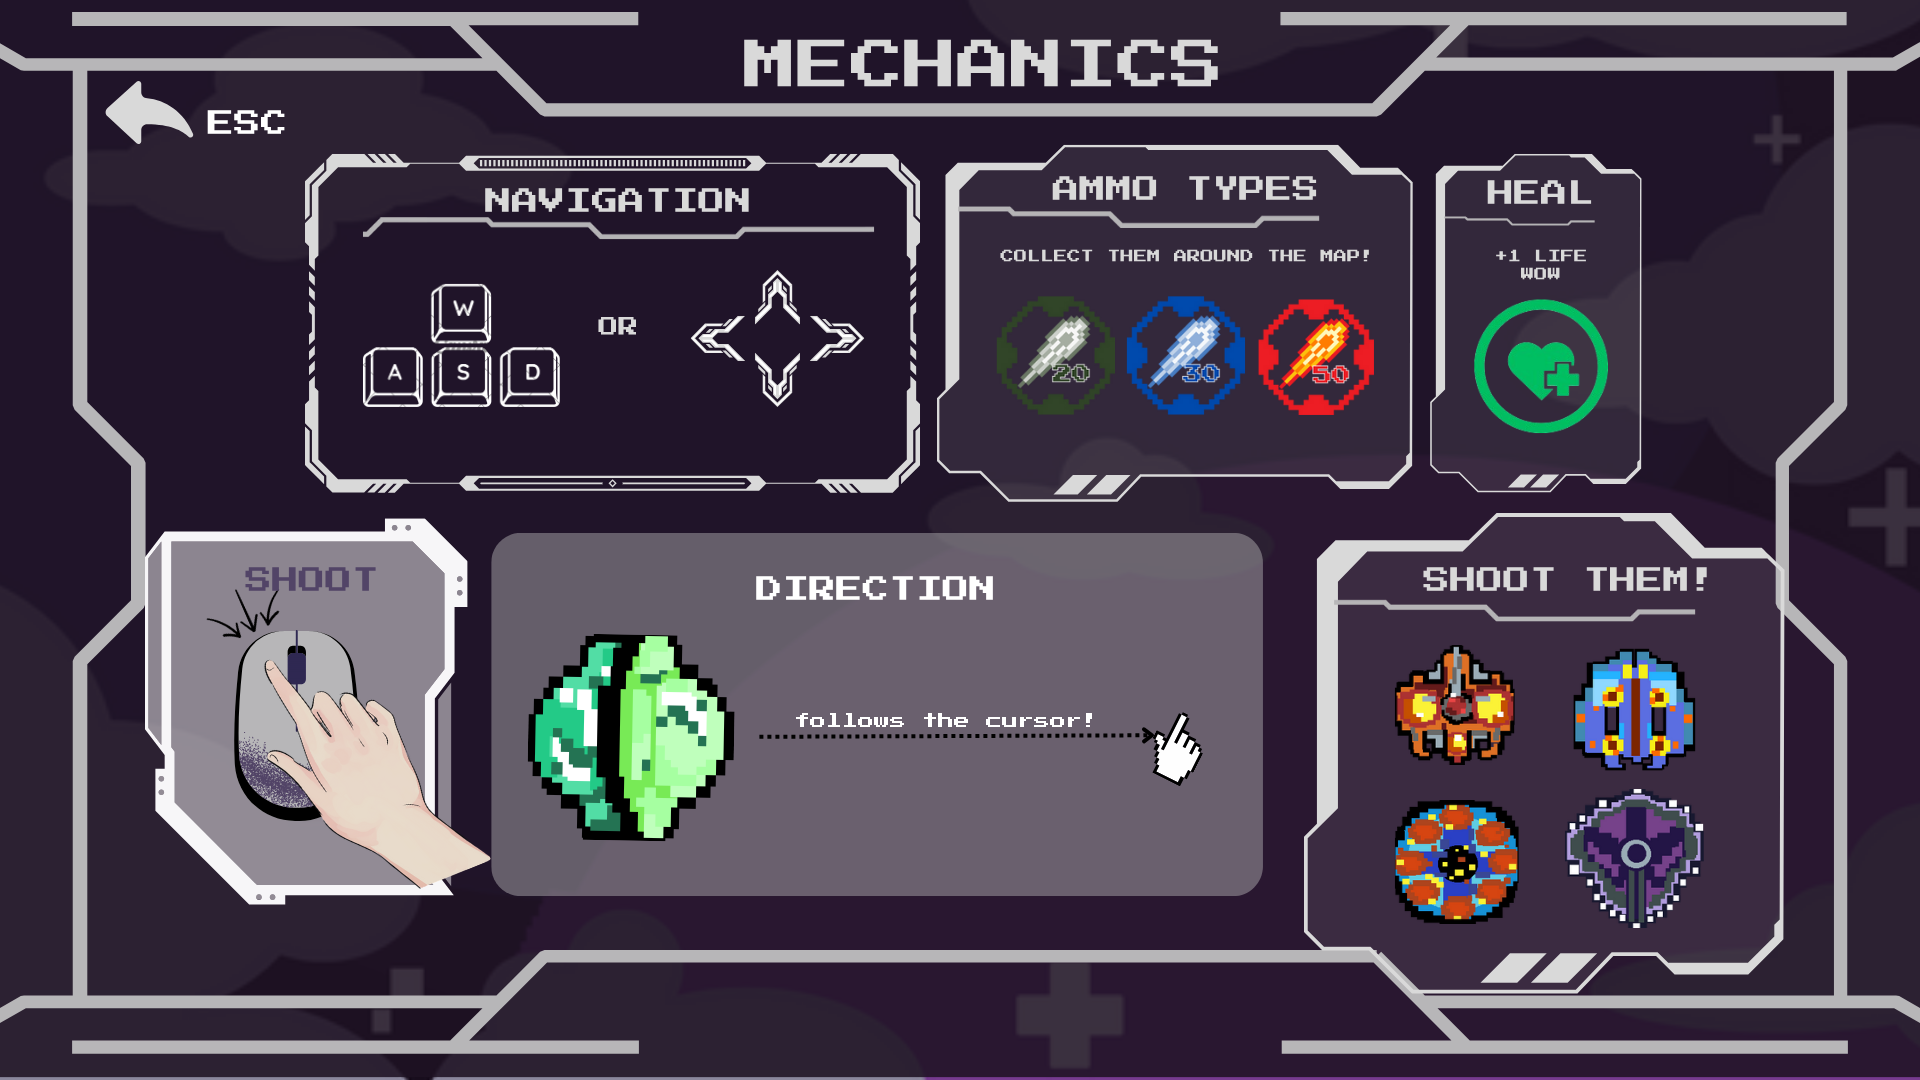 MECHANICS
ESC
NAVIGATION
W
OR
A S D
AMMO TYPES
COLLECT THEM AROUND THE MAP!
20 30 50
HEAL
+1 LIFE
WOW
SHOOT
DIRECTION
follows the cursor!
SHOOT THEM!